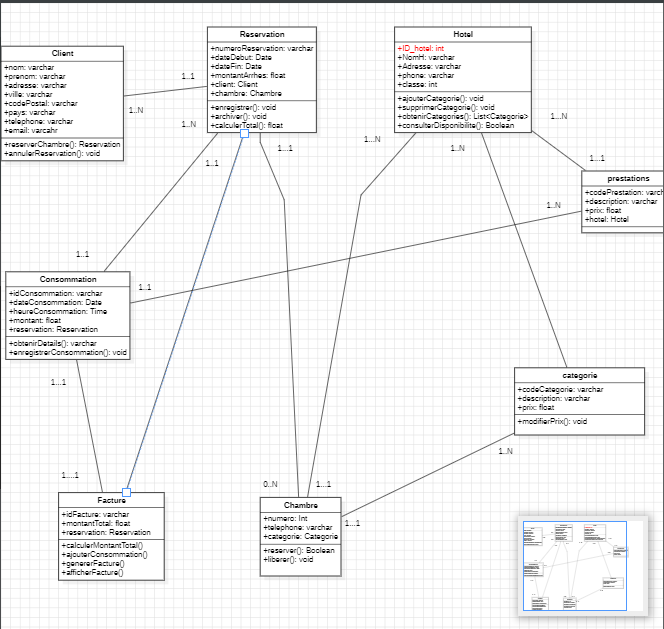 Client
+nom: varchar
+prenom: varchar
+adresse: varchar
+ville: varchar
+codePostal: varchar
+pays: varchar
+telephone: varchar
+email: varcahr
+reserverChambre(): Reservation
+annulerReservation(): void
1..1
1..N
Reservation
+numeroReservation: varchar
+dateDebut: Date
+dateFin: Date
+montantArrhes: float
+client: Client
+chambre: Chambre
+enregistrer(): void
+archiver(): void
+calculerTotal(): float
1..N
1...1
1...1
Hotel
+ID_hotel: int
+NomH: varchar
+Adresse: varchar
+phone: varchar
+classe: int
+ajouterCategorie(): void
+supprimerCategorie(): void
+obtenirCategories(): List<Categorie>
+consulterDisponibilite(): Boolean
1...N
1..N
1...N
1...1
prestations
+codePrestation: varch
+description: varchar
+prix: float
+hotel: Hotel
1..N
1...1
Consommation
+idConsommation: varchar
+dateConsommation: Date
+heureConsommation: Time
+montant: float
+reservation: Reservation
+obtenirDetails(): varchar
+enregistrerConsommation(): void
1..1
1...1
1....1
categorie
+codeCategorie: varchar
+description: varchar
+prix: float
+modifierPrix(): void
1..N
Facture
+idFacture: varchar
+montantTotal: float
+reservation: Reservation
+calculerMontantTotal()
+ajouterConsommation()
+genererFacture()
+afficherFacture()
0..N
1...1
Chambre
+numero: Int
+telephone: varchar
+categorie: Categorie
+reserver(): Boolean
+liberer(): void
1...1